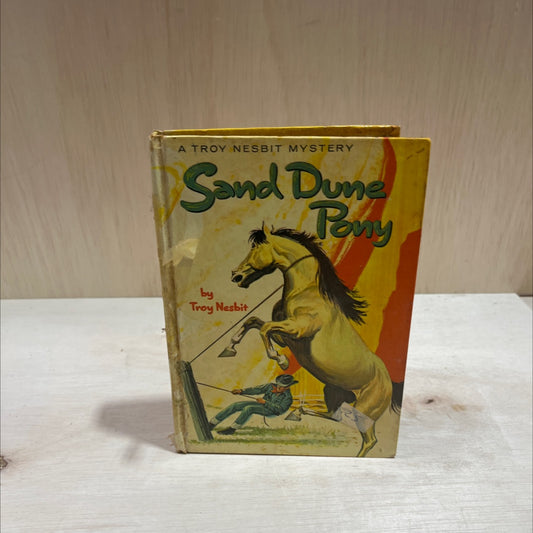 A TROY NESBIT MYSTERY
Sand Dune
Pony
by
Troy Nesbit